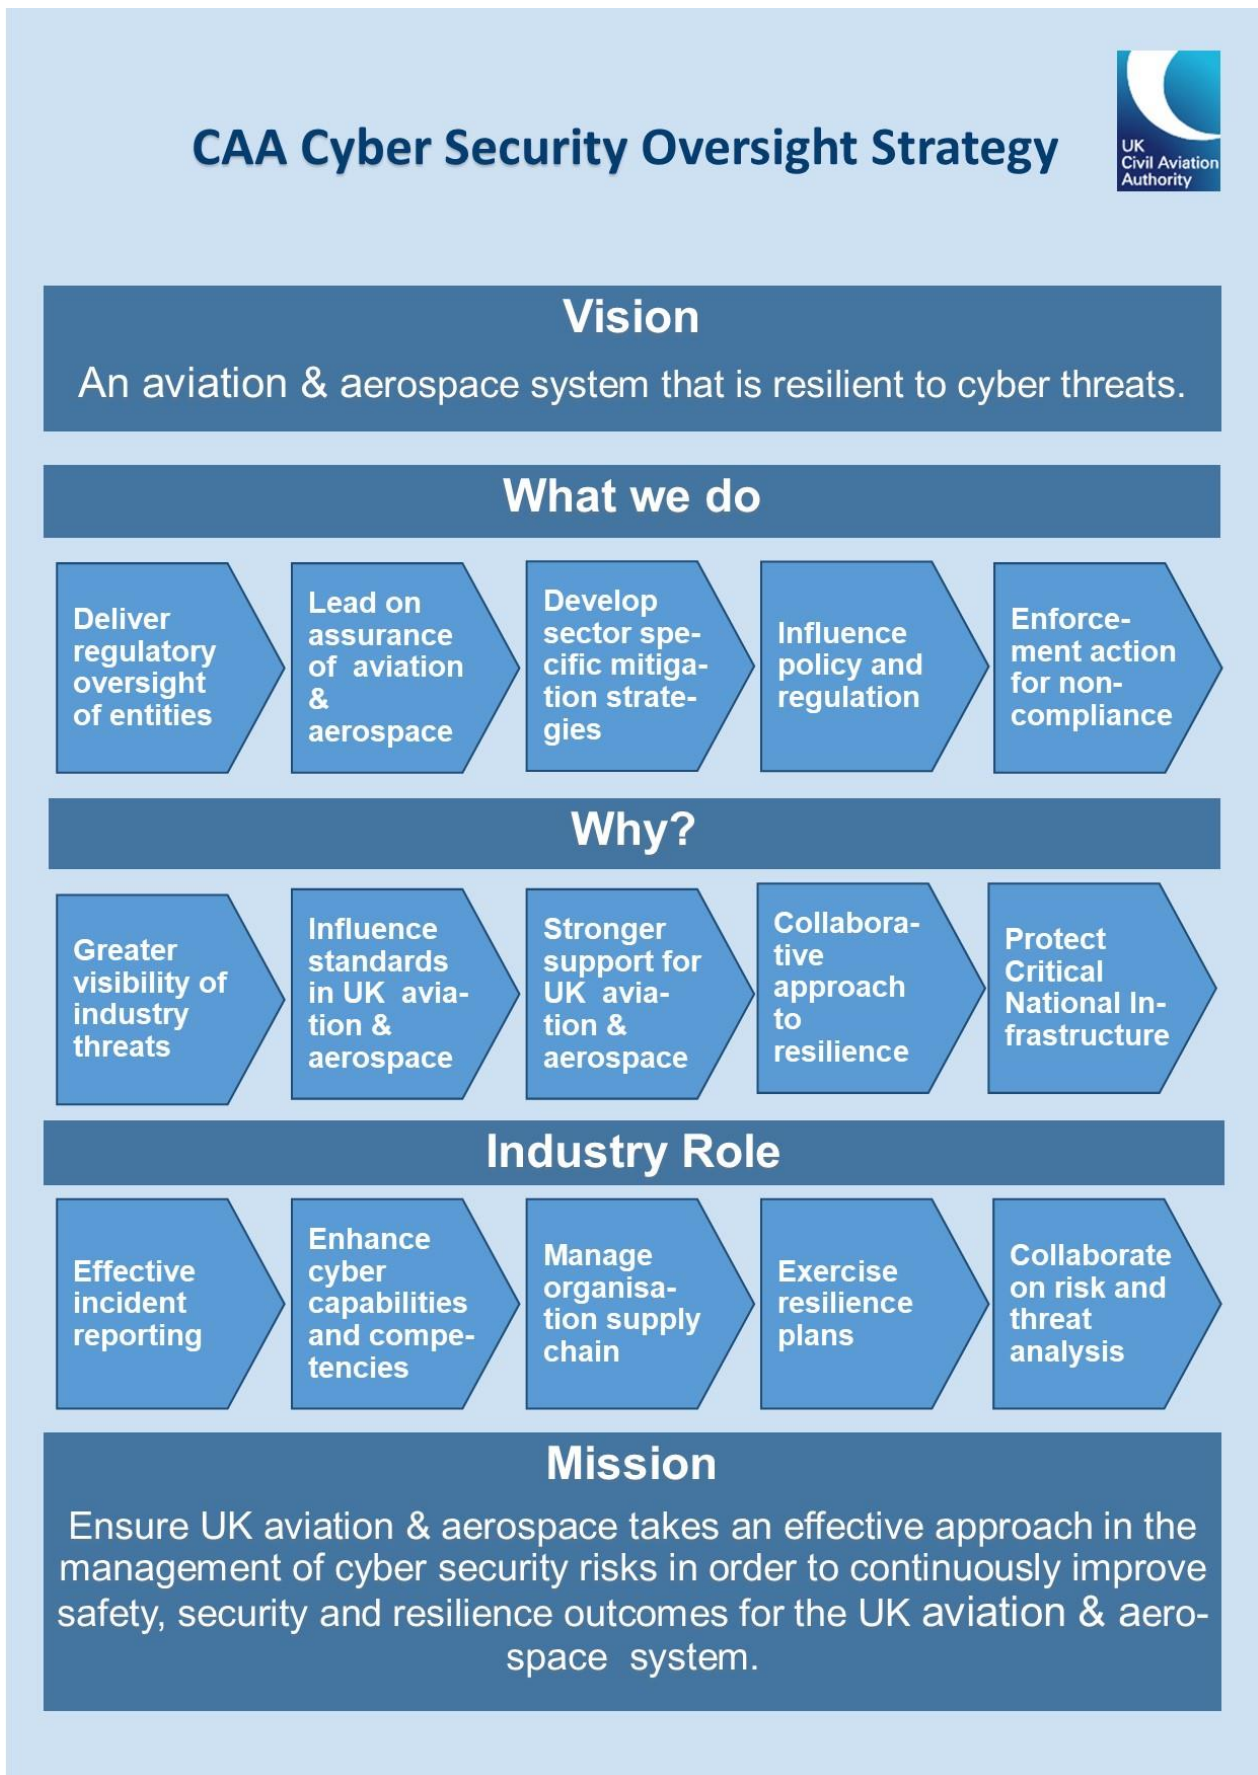 CAA Cyber Security Oversight Strategy
UK
Civil Aviation
Authority
Vision
An aviation & aerospace system that is resilient to cyber threats.
What we do
Deliver
regulatory
oversight
of entities
Lead on
assurance
of aviation
&
aerospace
Develop
sector spe-
cific mitiga-
tion strate-
gies
Influence
policy and
regulation
Enforce-
ment action
for non-
compliance
Why?
Greater
visibility of
industry
threats
Influence
standards
in UK avia-
tion &
aerospace
Stronger
support for
UK avia-
tion &
aerospace
Collabora-
tive
approach
to
resilience
Protect
Critical
National In-
frastructure
Industry Role
Effective
incident
reporting
Enhance
cyber
capabilities
and compe-
tencies
Manage
organisa-
tion supply
chain
Exercise
resilience
plans
Collaborate
on risk and
threat
analysis
Mission
Ensure UK aviation & aerospace takes an effective approach in the
management of cyber security risks in order to continuously improve
safety, security and resilience outcomes for the UK aviation & aero-
space system.